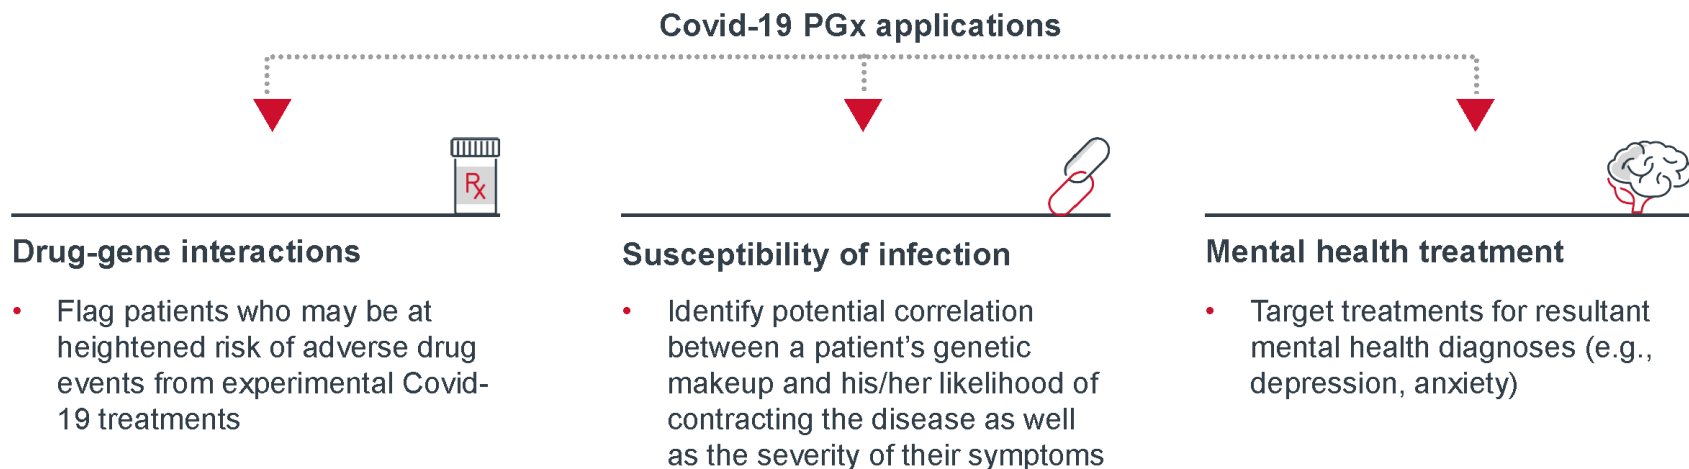 Covid-19 PGx applications
Rx
Drug-gene interactions
• Flag patients who may be at
heightened risk of adverse drug
events from experimental Covid-
19 treatments
Susceptibility of infection
• Identify potential correlation
between a patient's genetic
makeup and his/her likelihood of
contracting the disease as well
as the severity of their symptoms
Mental health treatment
• Target treatments for resultant
mental health diagnoses (e.g.,
depression, anxiety)